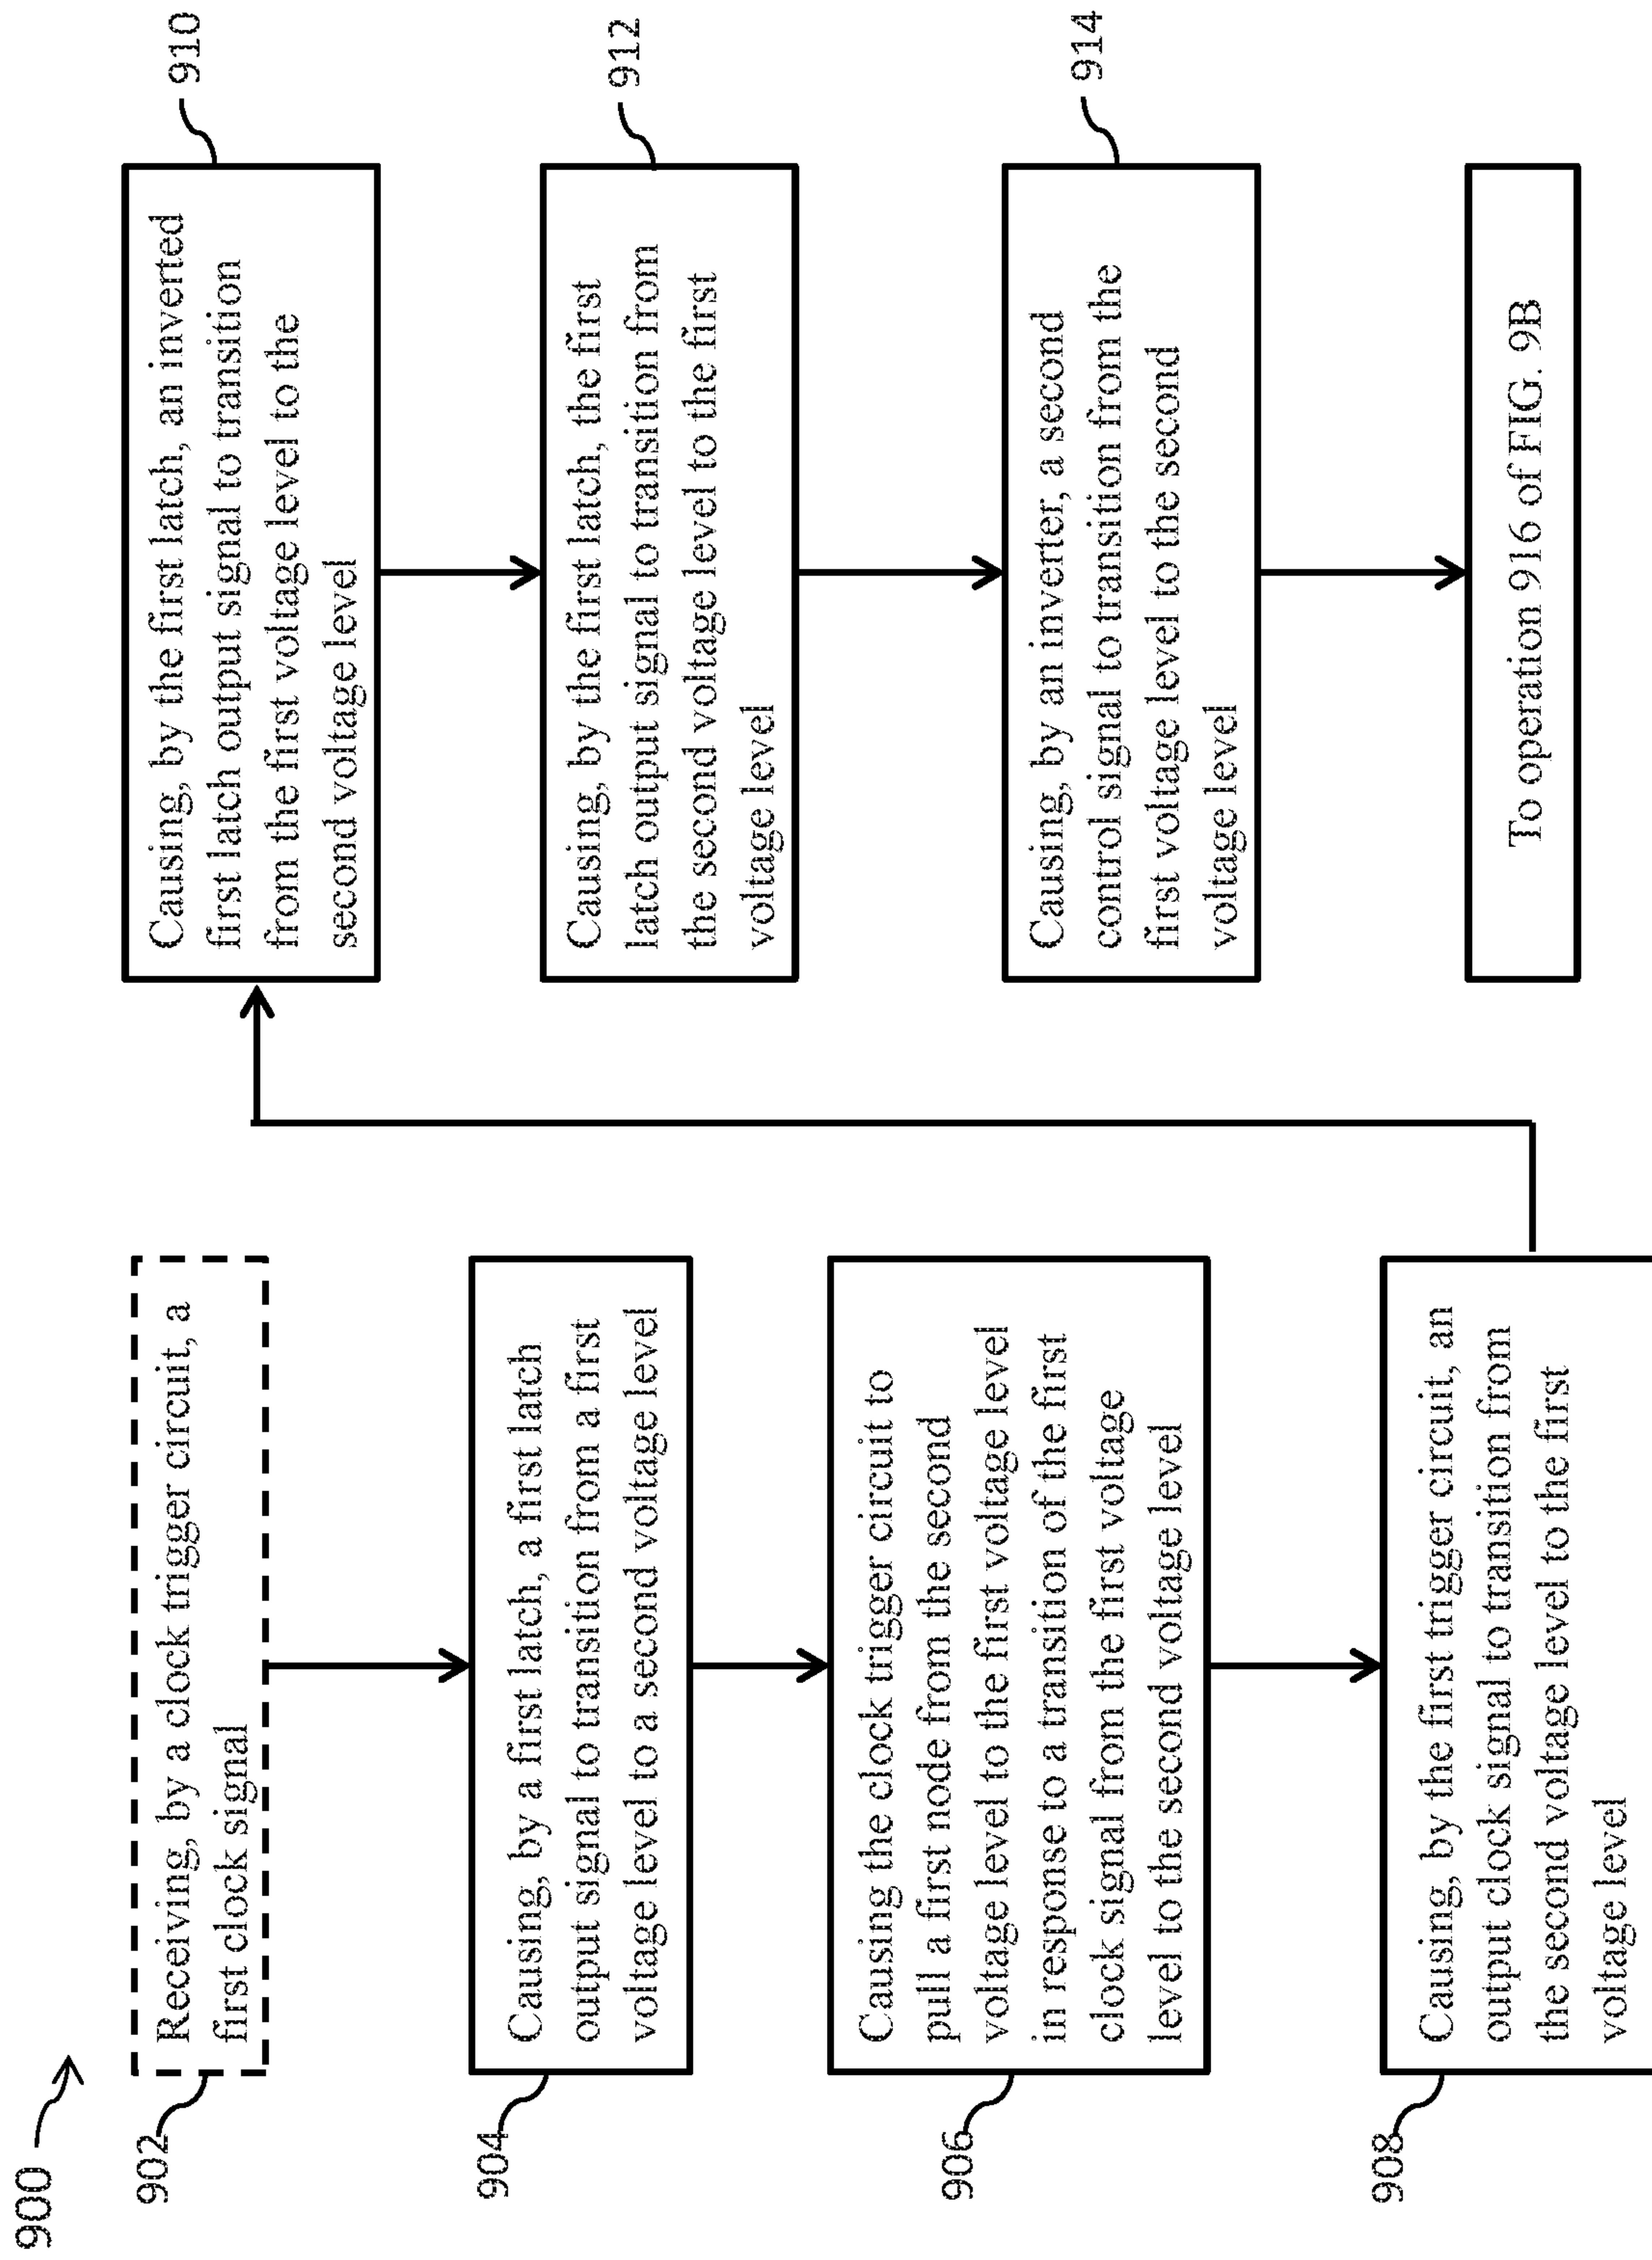 900
902
Receiving, by a clock trigger circuit, a
first clock signal
904
Causing, by a first latch, a first latch
output signal to transition from a first
voltage level to a second voltage level
906
Causing the clock trigger circuit to
pull a first node from the second
voltage level to the first voltage level
in response to a transition of the first
clock signal from the first voltage
level to the second voltage level
908
Causing, by the first trigger circuit, an
output clock signal to transition from
the second voltage level to the first
voltage level
910
Causing, by the first latch, an inverted
first latch output signal to transition
from the first voltage level to the
second voltage level
912
Causing, by the first latch, the first
latch output signal to transition from
the second voltage level to the first
voltage level
914
Causing, by an inverter, a second
control signal to transition from the
first voltage level to the second
voltage level
To operation 916 of FIG. 9B